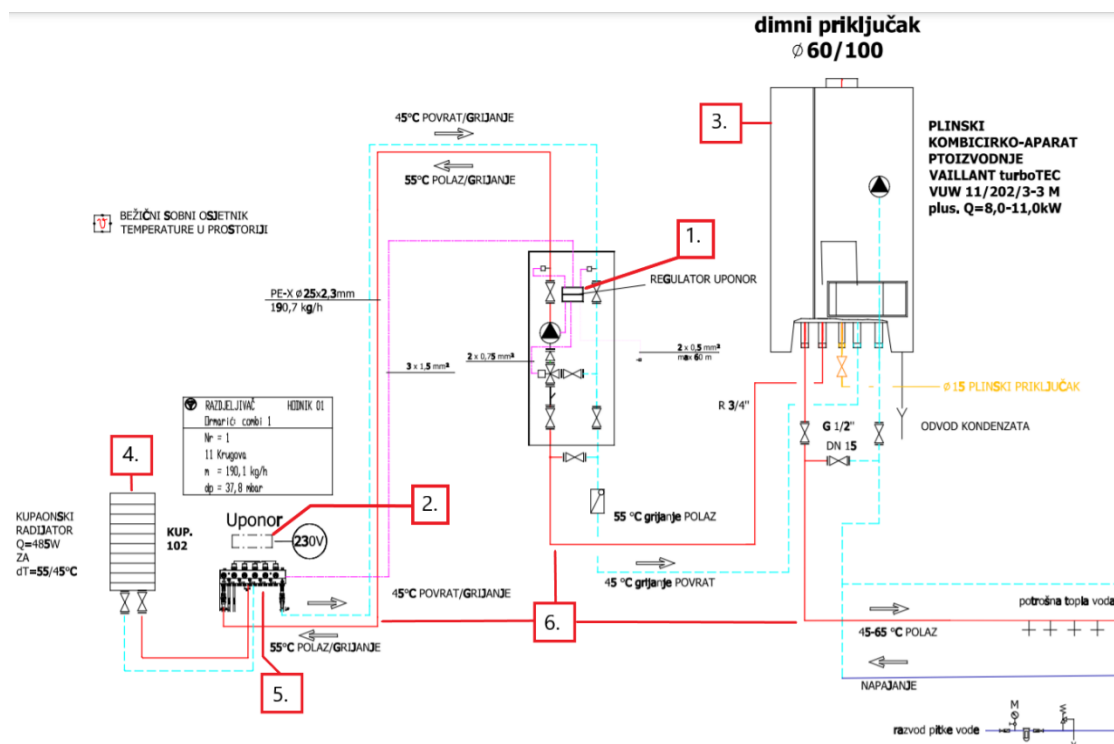 dimni priključak
Ø 60/100
3.
PLINSKI
KOMBICIRKO-APARAT
PTOIZVODNJE
VAILLANT turboTEC
VUW 11/202/3-3 M
plus. Q=8,0-11,0kW
45°C POVRAT/GRIJANJE
55°C POLAZ/GRIJANJE
BEŽIČNI SOBNI OSJETNIK
TEMPERATURE U PROSTORIJI
1.
REGULATOR UPONOR
PE-X Ø 25x2,3mm
190,7 kg/h
3 x 1,5 mm²
2 x 0,75 mm²
2 x 0,5 mm²
max 60 m
Ø 15 PLINSKI PRIKLJUČAK
R 3/4"
G 1/2"
DN 15
ODVOD KONDENZATA
RAZDJELJIVAČ HODNIK 01
Ormarići combi 1
Nr = 1
11 Krugova
m = 190,1 kg/h
dp = 37,8 mbar
4.
KUPAONSKI
RADIJATOR
Q=485W
ZA
dT=55/45°C
KUP.
102
2.
Uponor
230V
55 °C grijanje POLAZ
45 °C grijanje POVRAT
45°C POVRAT/GRIJANJE
55°C POLAZ/GRIJANJE
6.
5.
potrošna topla voda
45-65 °C POLAZ
NAPAJANJE
M
razvod pitke vode